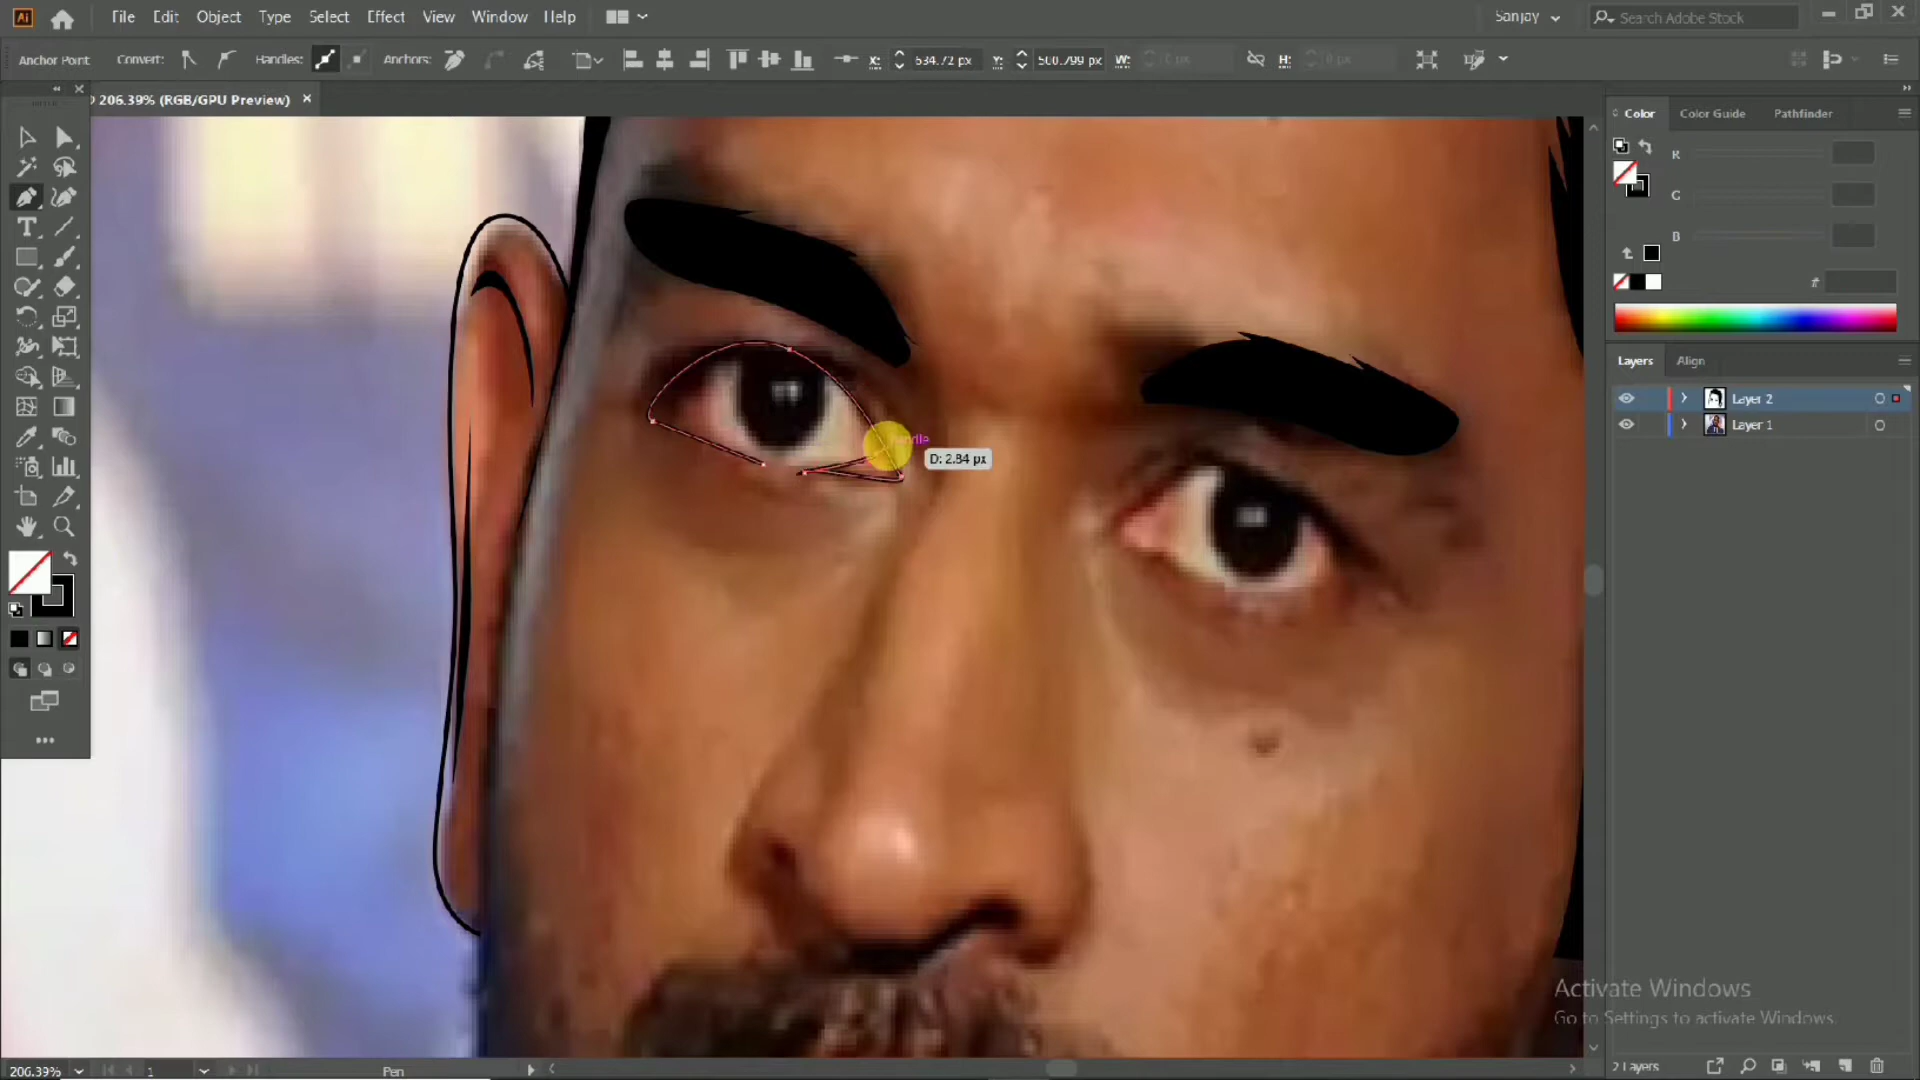 Ai File Edit Object Type Select Effect View Window Help Sanjay Search Adobe Stock
Anchor Point Convert: Handles: Anchors: X: 634.72 px Y: 500.799 px W: 0 px H: 0 px
206.39% (RGB/GPU Preview)
Color Color Guide Pathfinder
R
G
B
#
Layers Align
Layer 2
Layer 1
handle
D: 2.84 px
Activate Windows
Go to Settings to activate Windows.
206.39% 1 Pen 2 Layers